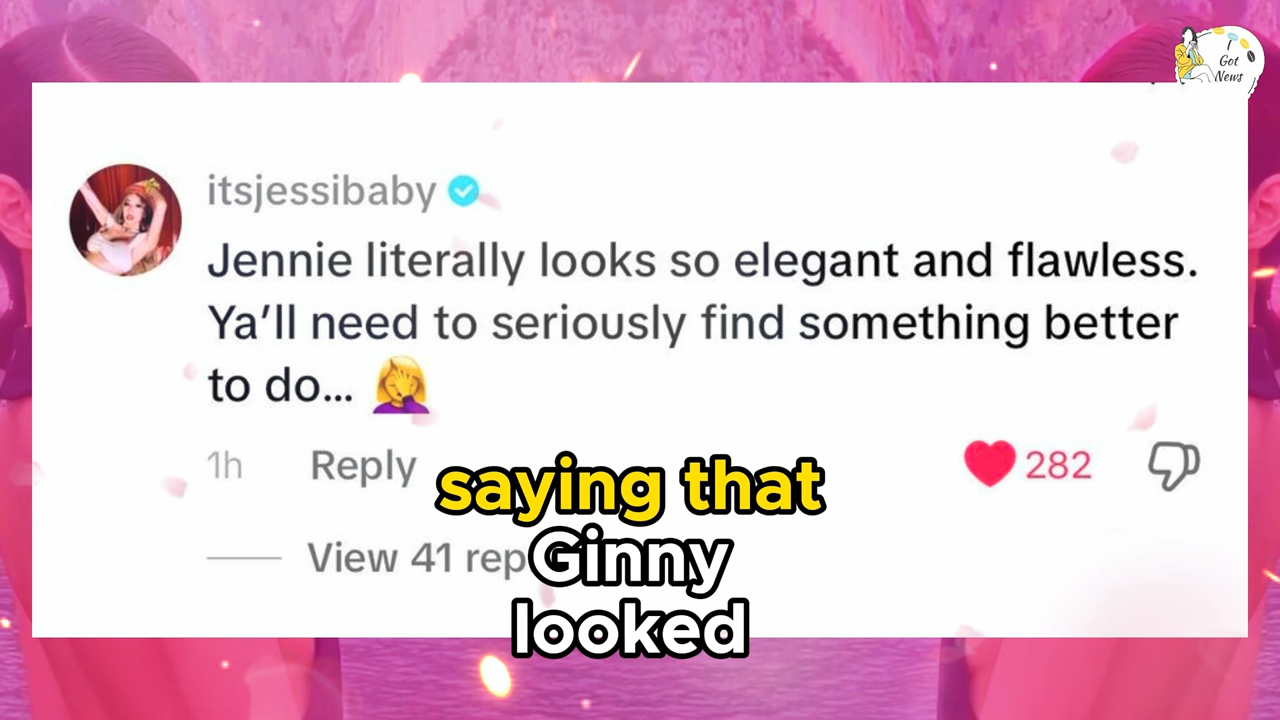 I
Got
News
itsjessibaby
Jennie literally looks so elegant and flawless.
Ya'll need to seriously find something better
to do...
1h Reply 282
View 41 rep
saying that
Ginny
looked